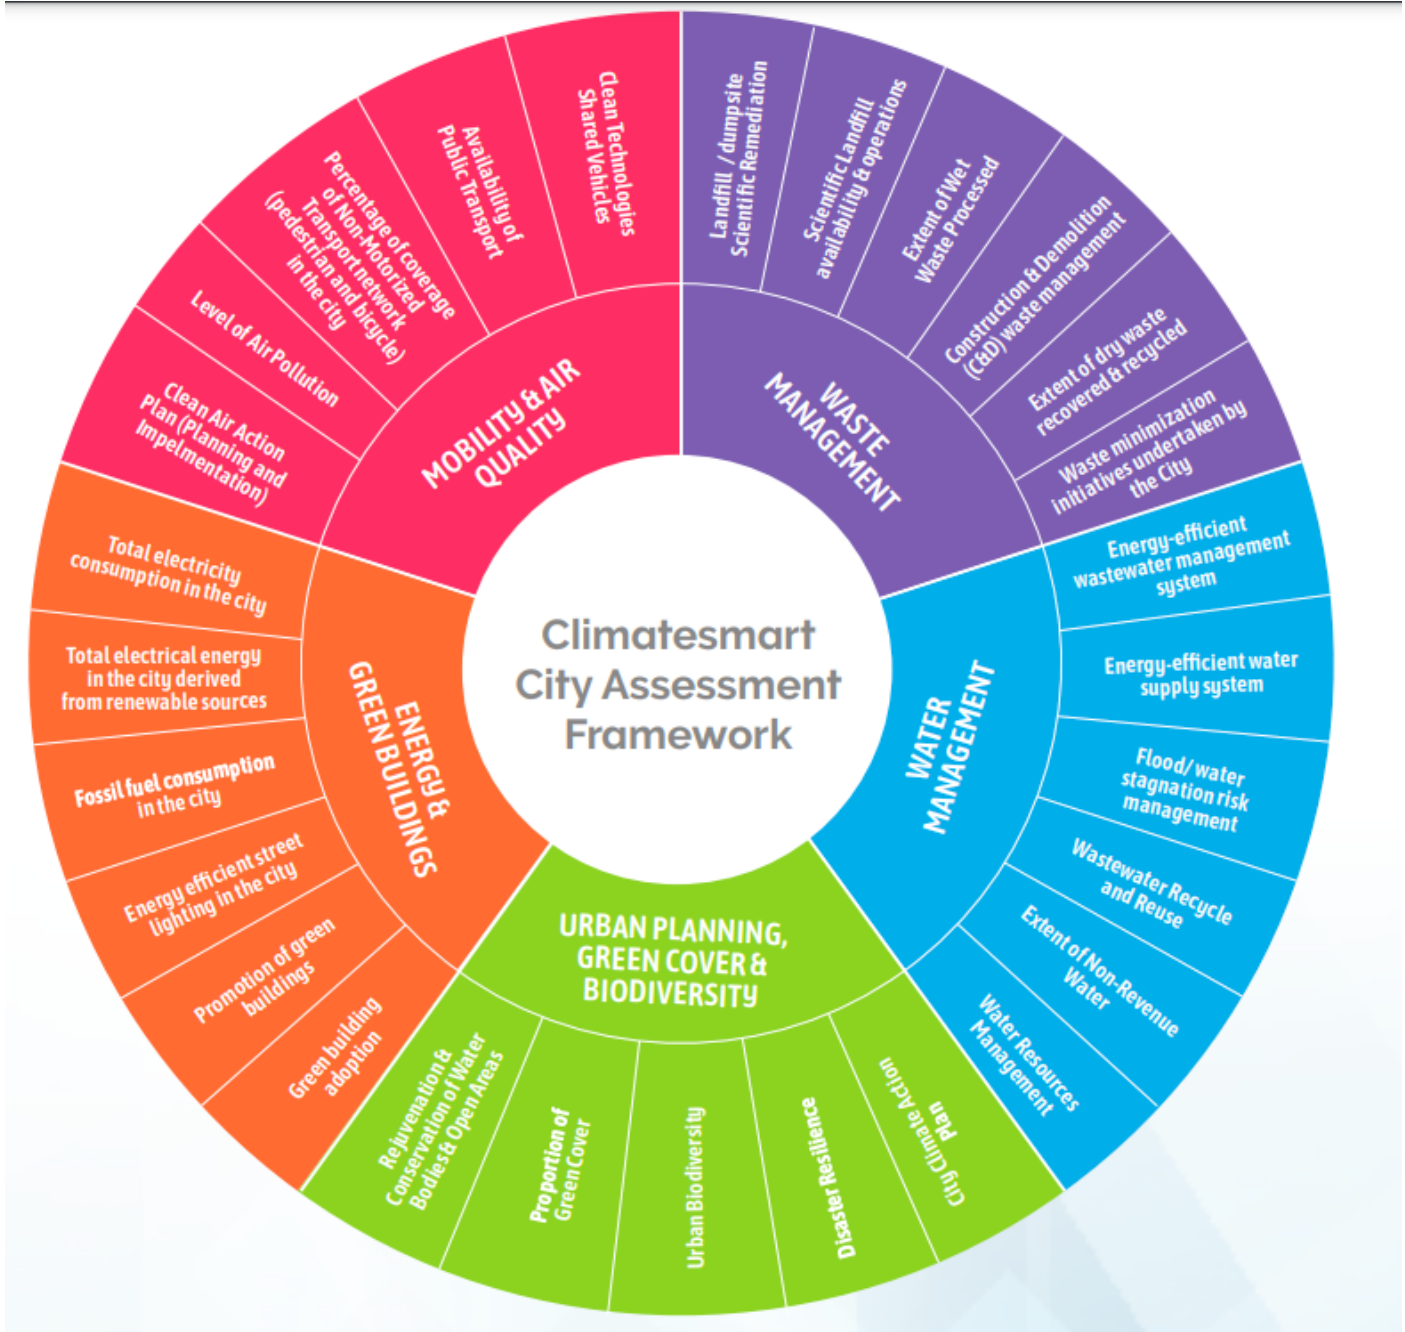 Climatesmart
City Assessment
Framework
WASTE
MANAGEMENT
Landfill / dumpsite
Scientific Remediation
Scientific Landfill
availability & operations
Extent of Wet
Waste Processed
Construction & Demolition
(C&D) waste management
Extent of dry waste
recovered & recycled
Waste minimization
initiatives undertaken by
the City
WATER
MANAGEMENT
Energy-efficient
wastewater management
system
Energy-efficient water
supply system
Flood/ water
stagnation risk
management
Wastewater Recycle
and Reuse
Extent of Non-Revenue
Water
Water Resources
Management
URBAN PLANNING,
GREEN COVER &
BIODIVERSITY
City Climate Action
Plan
Disaster Resilience
Urban Biodiversity
Proportion of
Green Cover
Rejuvenation &
Conservation of Water
Bodies & Open Areas
ENERGY &
GREEN BUILDINGS
Green building
adoption
Promotion of green
buildings
Energy efficient street
lighting in the city
Fossil fuel consumption
in the city
Total electrical energy
in the city derived
from renewable sources
Total electricity
consumption in the city
MOBILITY & AIR
QUALITY
Clean Air Action
Plan (Planning and
Impelmentation)
Level of Air Pollution
Percentage of coverage
of Non-Motorized
Transport network
(pedestrian and bicycle)
in the city
Availability of
Public Transport
Clean Technologies
Shared Vehicles